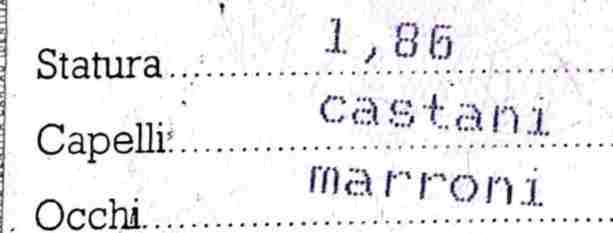 Statura 1,86
Capelli castani
Occhi marroni